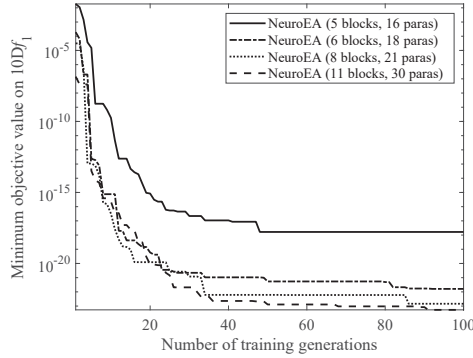 Minimum objective value on 10Df₁
10⁻⁵
10⁻¹⁰
10⁻¹⁵
10⁻²⁰
NeuroEA (5 blocks, 16 paras)
NeuroEA (6 blocks, 18 paras)
NeuroEA (8 blocks, 21 paras)
NeuroEA (11 blocks, 30 paras)
20 40 60 80 100
Number of training generations